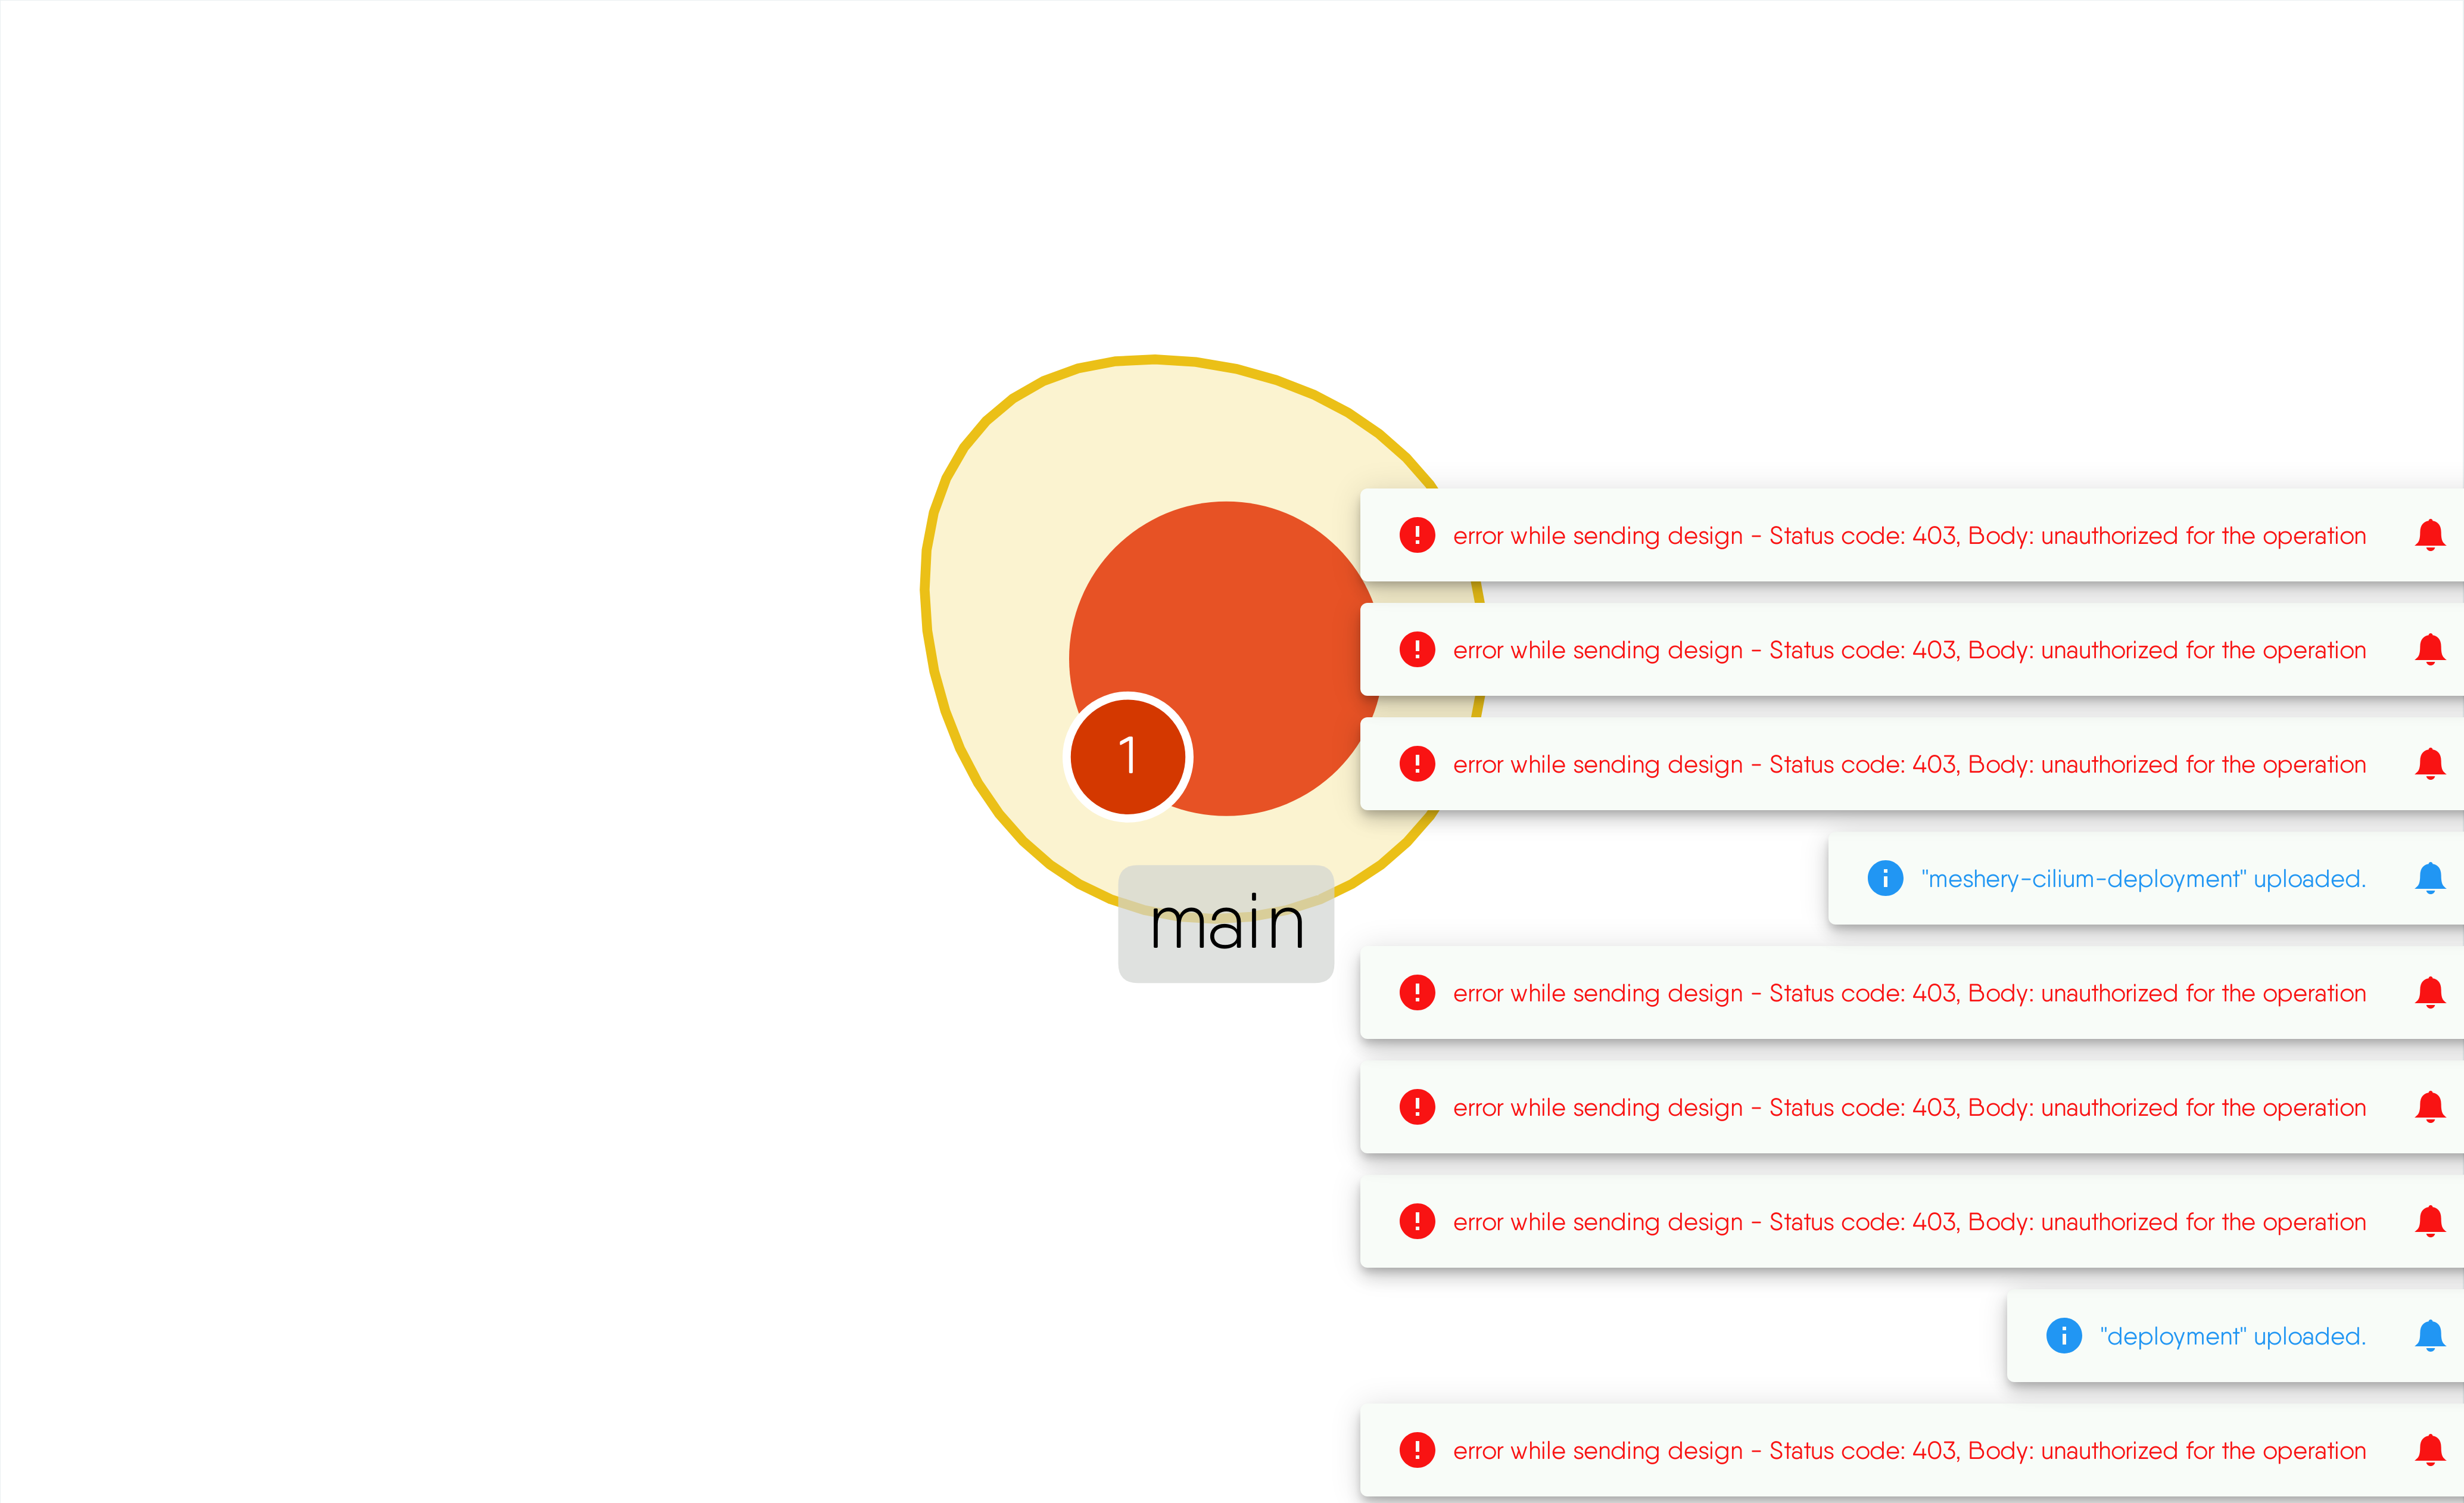 error while sending design - Status code: 403, Body: unauthorized for the operation
error while sending design - Status code: 403, Body: unauthorized for the operation
error while sending design - Status code: 403, Body: unauthorized for the operation
1
"meshery-cilium-deployment" uploaded.
main
error while sending design - Status code: 403, Body: unauthorized for the operation
error while sending design - Status code: 403, Body: unauthorized for the operation
error while sending design - Status code: 403, Body: unauthorized for the operation
"deployment" uploaded.
error while sending design - Status code: 403, Body: unauthorized for the operation